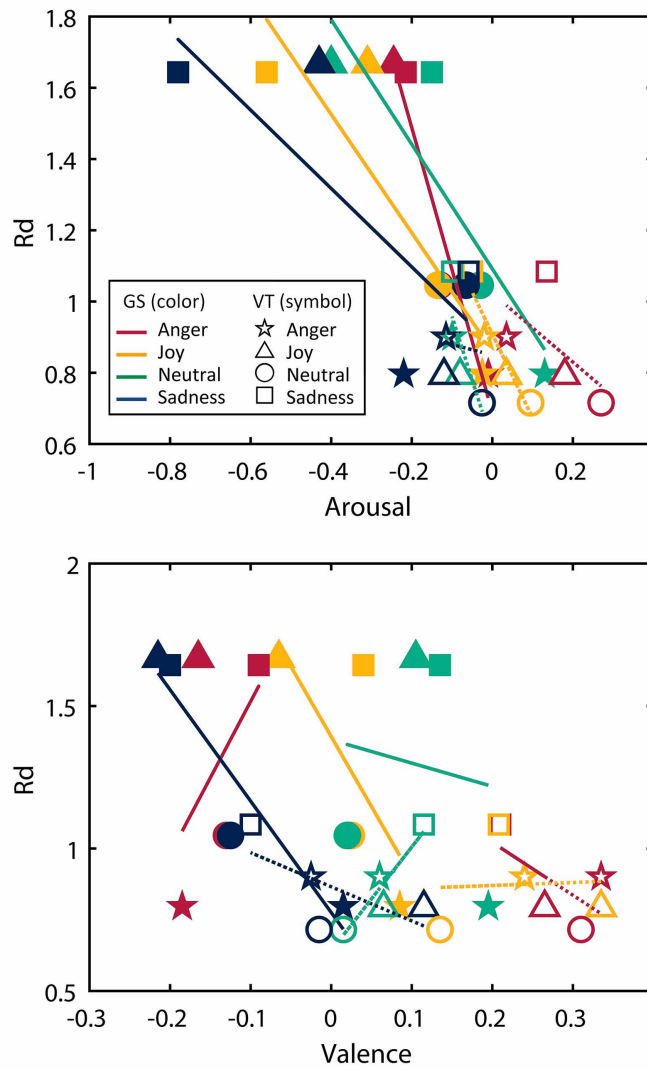 1.8
1.6
1.4
1.2
1
0.8
0.6
Rd
GS (color) VT (symbol)
Anger Anger
Joy Joy
Neutral Neutral
Sadness Sadness
-1 -0.8 -0.6 -0.4 -0.2 0 0.2
Arousal
2
1.5
1
0.5
Rd
-0.3 -0.2 -0.1 0 0.1 0.2 0.3
Valence